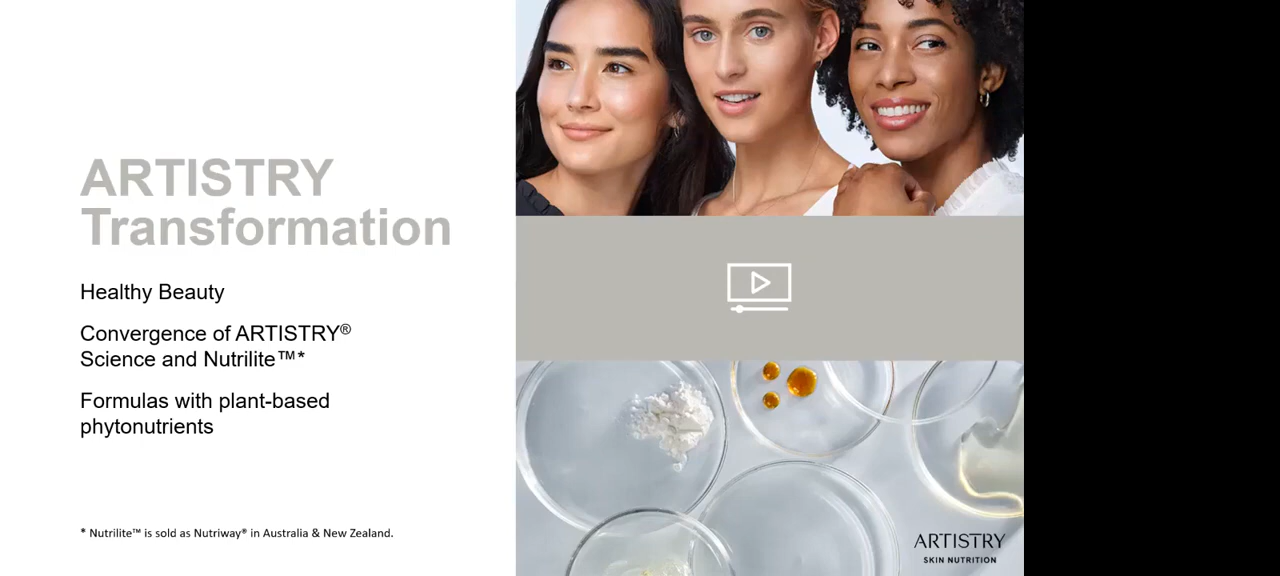 ARTISTRY
Transformation
Healthy Beauty
Convergence of ARTISTRY®
Science and Nutrilite™*
Formulas with plant-based
phytonutrients
* Nutrilite™ is sold as Nutriway® in Australia & New Zealand.
ARTISTRY
SKIN NUTRITION